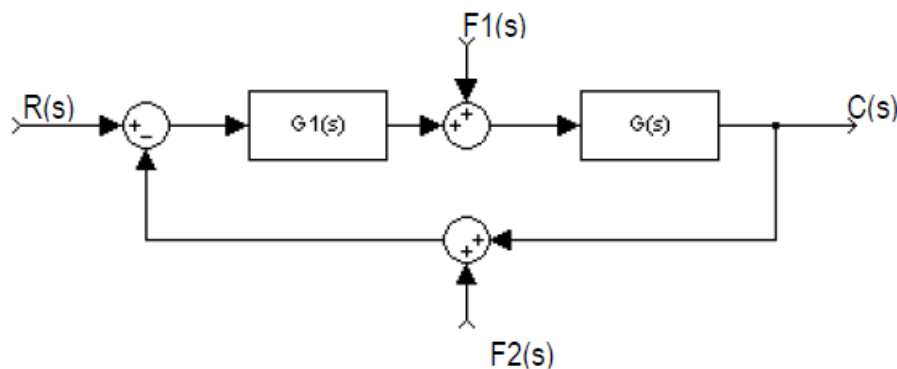 F1(s)
R(s)
G1(s)
G(s)
C(s)
+
−
+
+
+
+
F2(s)